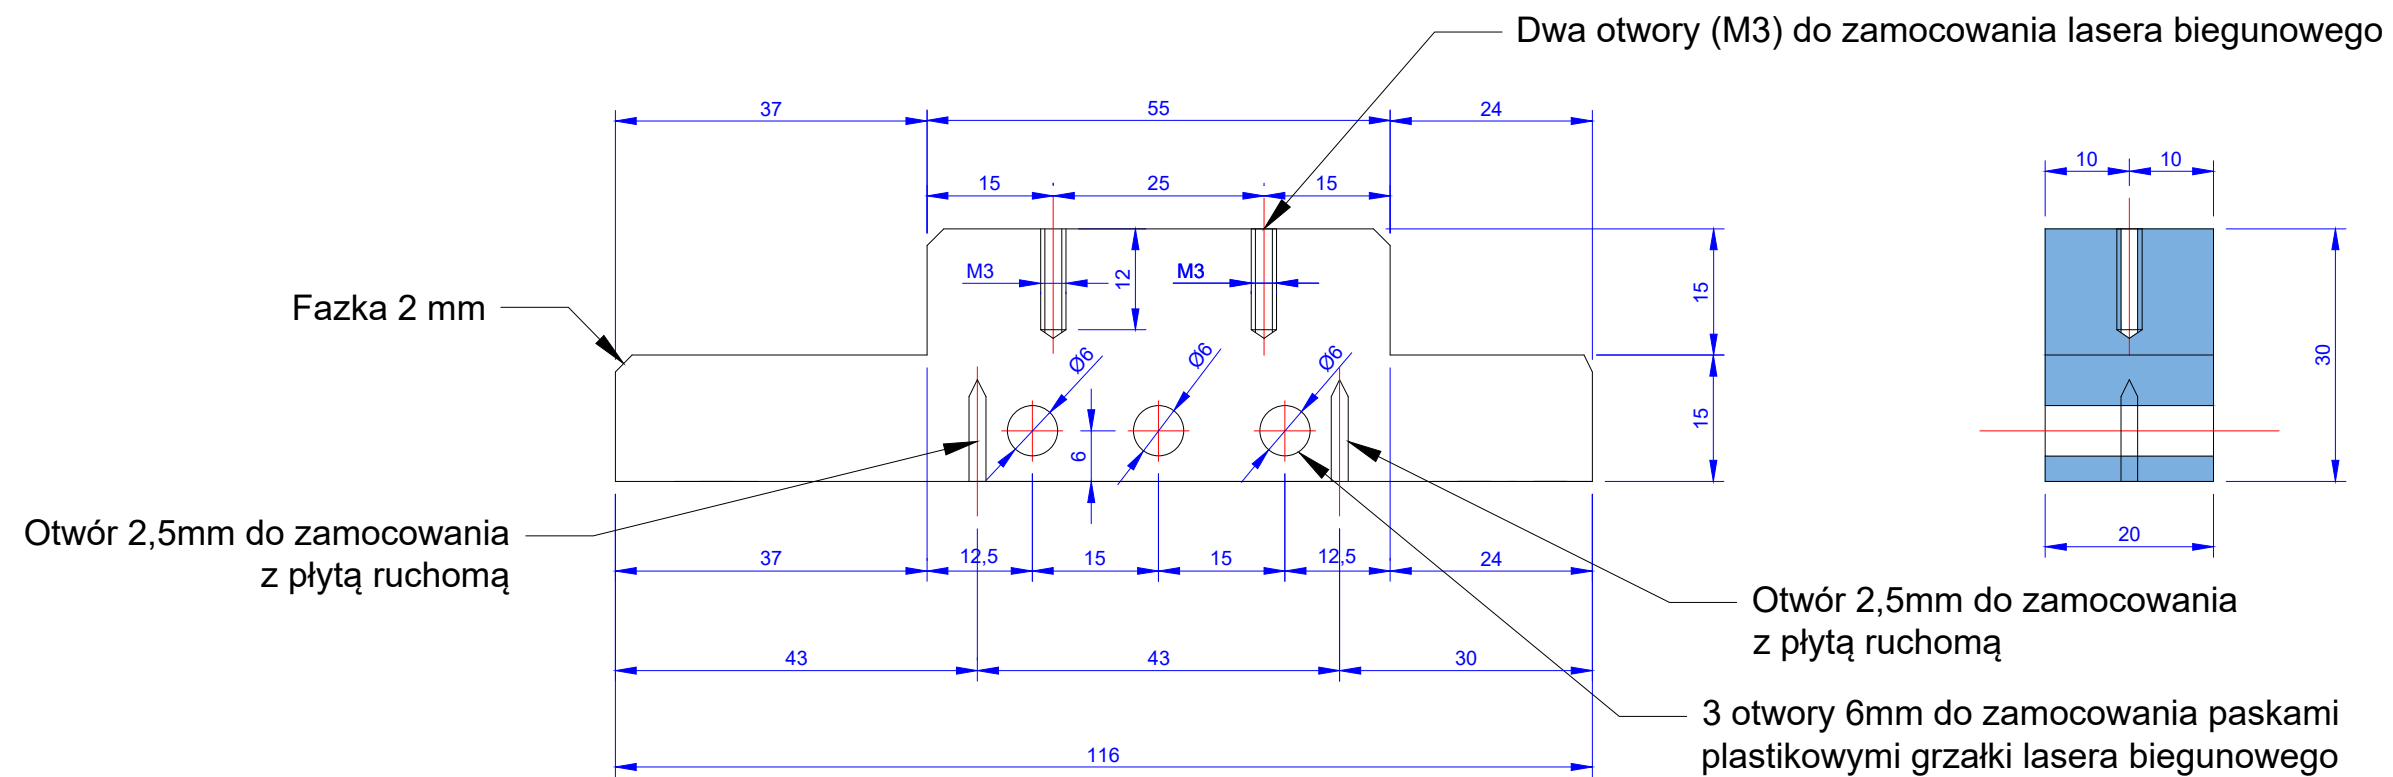 Dwa otwory (M3) do zamocowania lasera biegunowego
37
55
24
15
25
15
10
10
M3
12
M3
15
Fazka 2 mm
Ø6
Ø6
Ø6
30
15
6
Otwór 2,5mm do zamocowania
z płytą ruchomą
37
12,5
15
15
12,5
24
20
Otwór 2,5mm do zamocowania
z płytą ruchomą
43
43
30
3 otwory 6mm do zamocowania paskami
plastikowymi grzałki lasera biegunowego
116